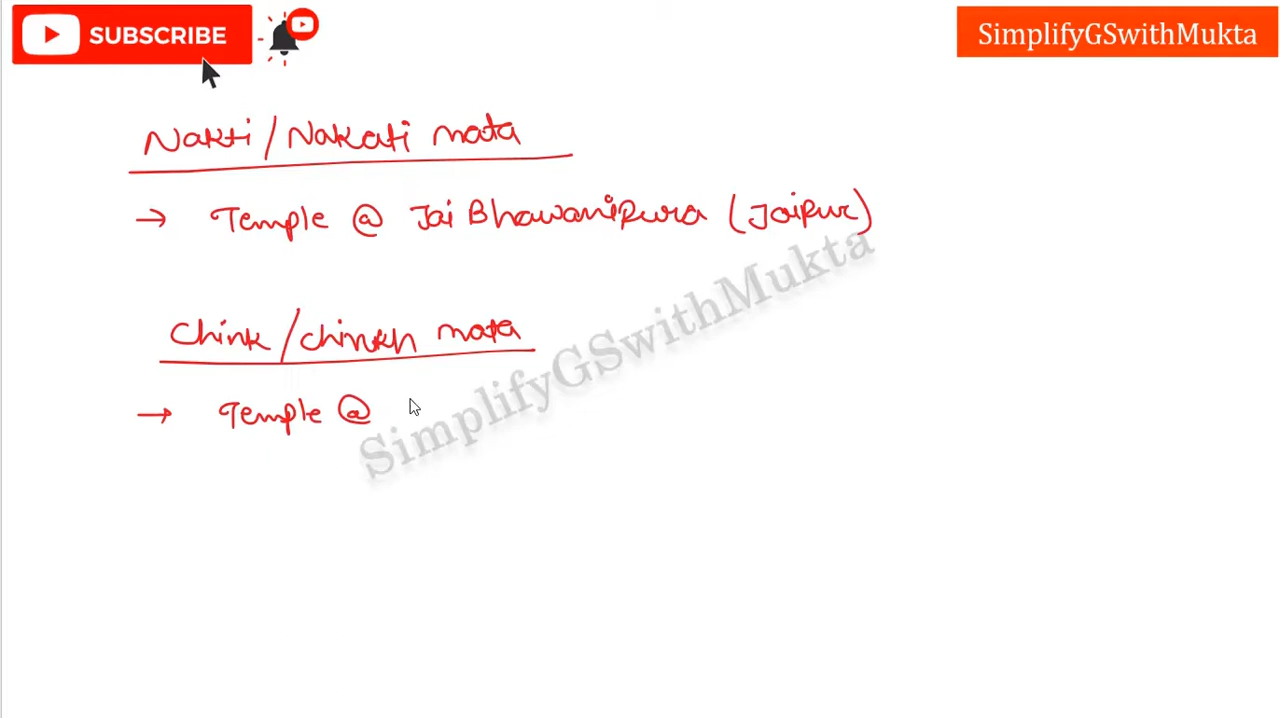 SUBSCRIBE
SimplifyGSwithMukta
Nakti/Nakati mata
→ Temple @ Jai Bhawanipura (Jaipur)
Chink/chinkh mata
→ Temple @
SimplifyGSwithMukta